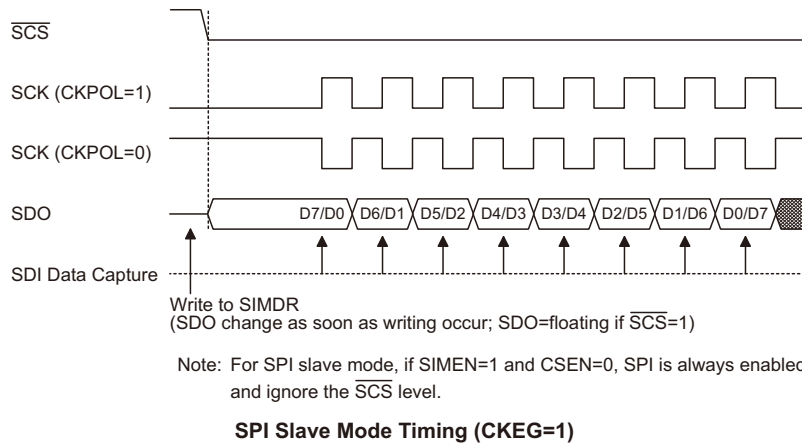 SCS
SCK (CKPOL=1)
SCK (CKPOL=0)
SDO D7/D0 D6/D1 D5/D2 D4/D3 D3/D4 D2/D5 D1/D6 D0/D7
SDI Data Capture
Write to SIMDR
(SDO change as soon as writing occur; SDO=floating if SCS=1)
Note: For SPI slave mode, if SIMEN=1 and CSEN=0, SPI is always enabled
and ignore the SCS level.
SPI Slave Mode Timing (CKEG=1)